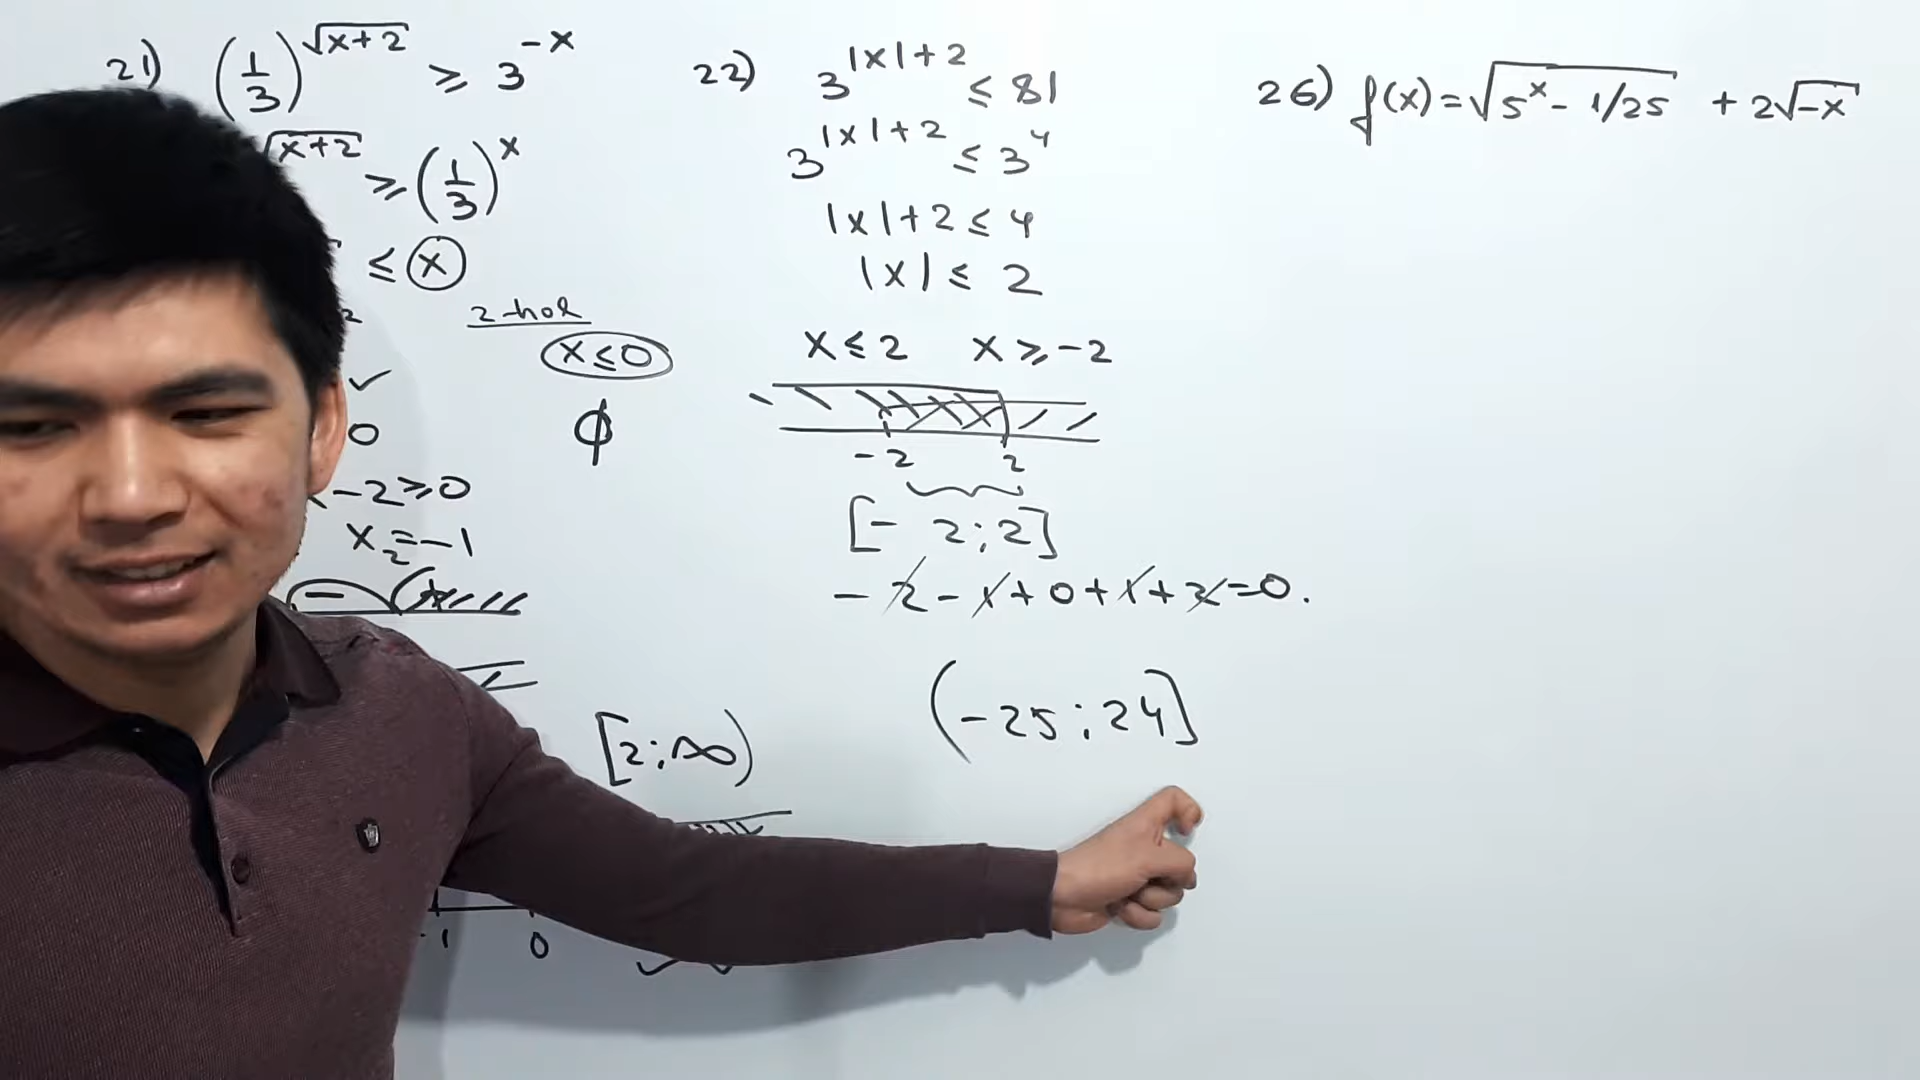 21) (1/3)^√(x+2) ≥ 3^-x
√(x+2) ≥ (1/3)^x
≤ x
2-hol
x ≤ 0
∅
0
-2 ≥ 0
x₂ = -1
- +
[2; ∞)
-1 0
22) 3^|x|+2 ≤ 81
3^|x|+2 ≤ 3^4
|x| + 2 ≤ 4
|x| ≤ 2
x ≤ 2 x ≥ -2
-2 2
[- 2; 2]
- 2 - 1 + 0 + 1 + 2 = 0.
(-25; 24]
26) f(x) = √(5^x - 1/25) + 2√(-x)